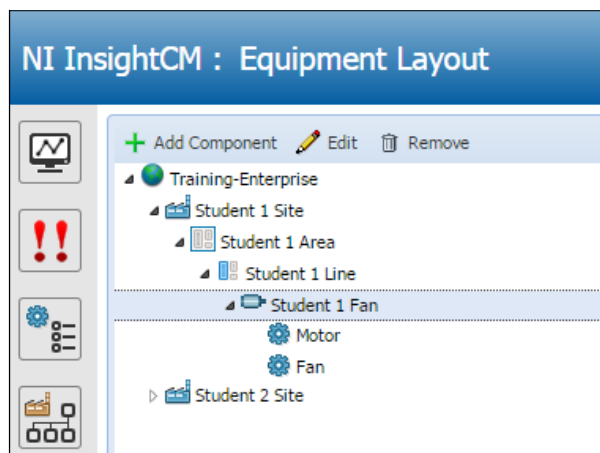 NI InsightCM : Equipment Layout
Add Component Edit Remove
Training-Enterprise
Student 1 Site
Student 1 Area
Student 1 Line
Student 1 Fan
Motor
Fan
Student 2 Site